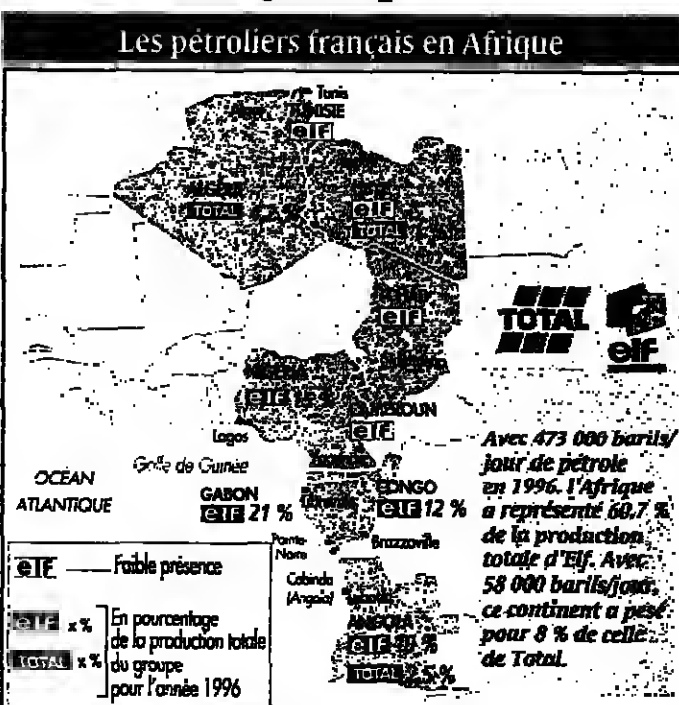 Les pétroliers français en Afrique
Tunis
TUNISIE
elf
TOTAL
elf
TOTAL
elf
TOTAL
elf
NIGERIA
elf
CAMEROUN
elf
Lagos
Golfe de Guinée
OCÉAN
ATLANTIQUE
GABON
elf 21 %
CONGO
elf 12 %
Pointe-
Noire
Brazzaville
Cabinda
(Angola)
ANGOLA
elf
TOTAL
Avec 473 000 barils/
jour de pétrole
en 1996, l'Afrique
a représenté 60,7 %
de la production
totale d'Elf. Avec
58 000 barils/jour,
ce continent a pesé
pour 8 % de celle
de Total.
elf Faible présence
elf x %
TOTAL x %
En pourcentage
de la production totale
du groupe
pour l'année 1996